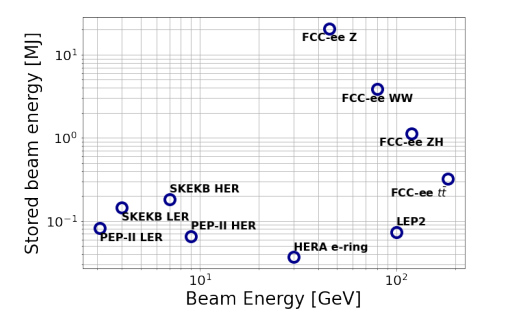 Stored beam energy [MJ]
10¹
10⁰
10⁻¹
FCC-ee Z
FCC-ee WW
FCC-ee ZH
FCC-ee tt̄
SKEKB HER
SKEKB LER
PEP-II HER
PEP-II LER
LEP2
HERA e-ring
10¹
10²
Beam Energy [GeV]